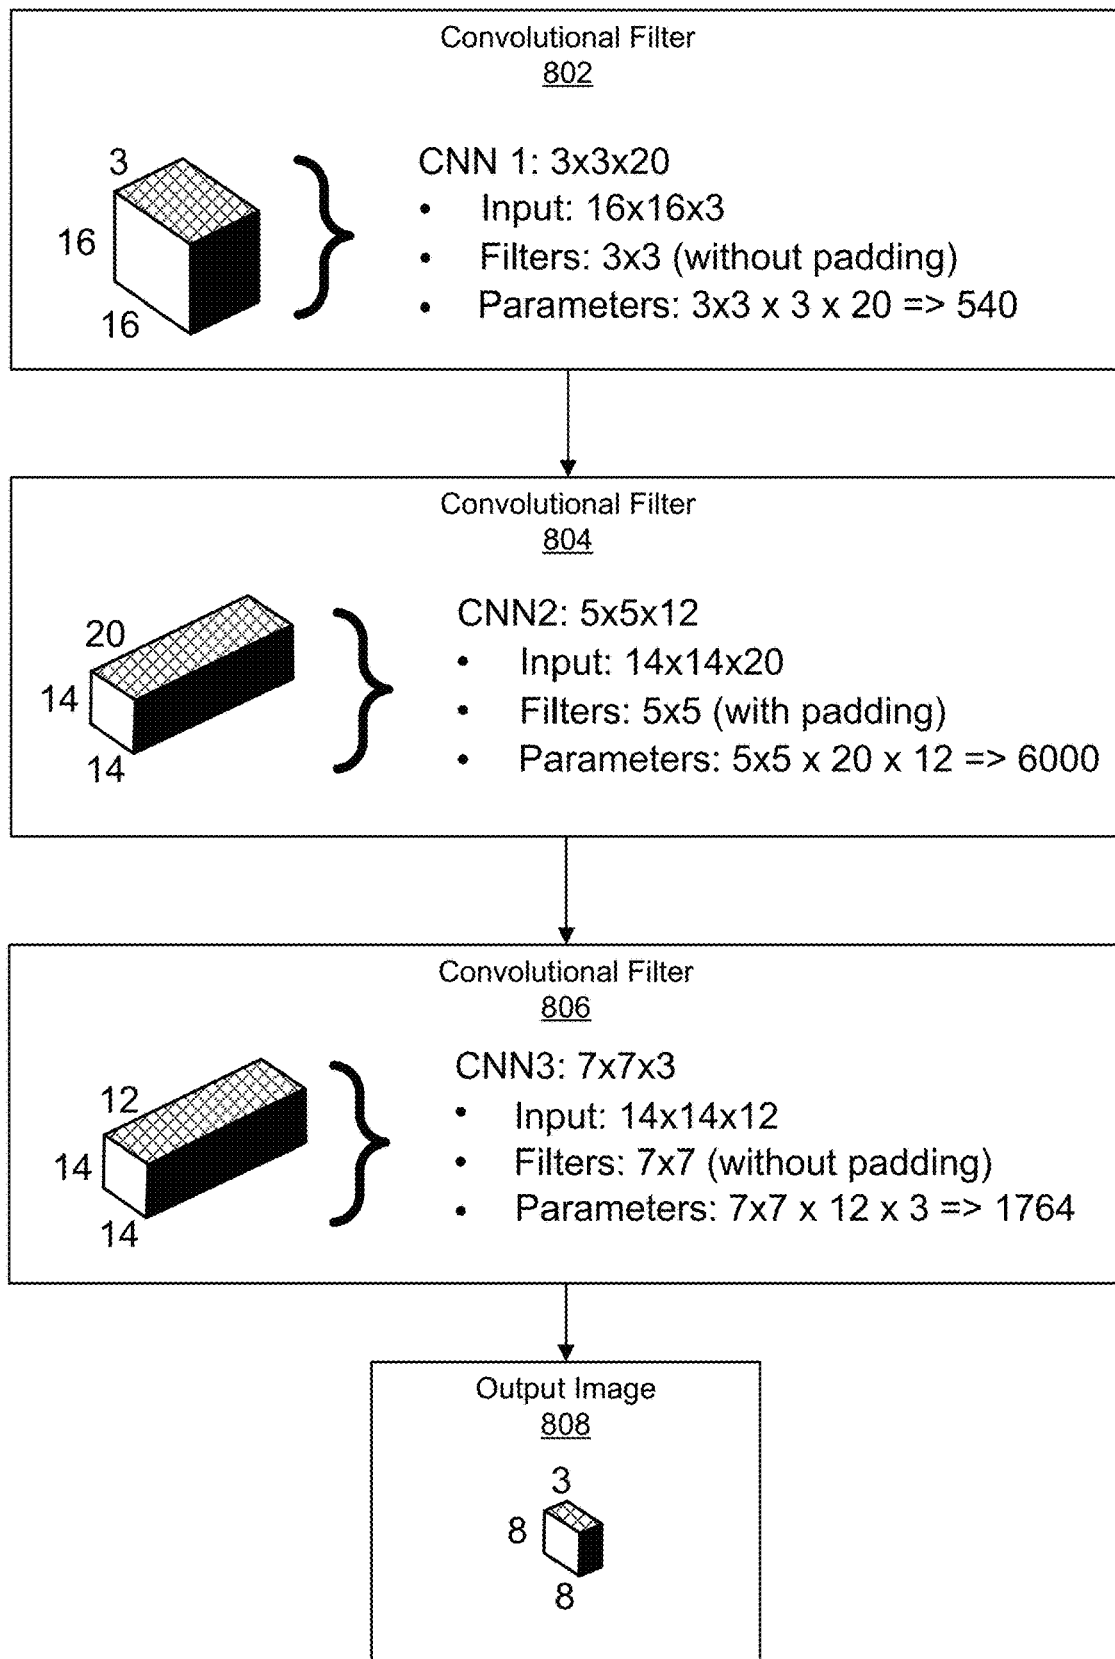 Convolutional Filter
802
3
16
16
CNN 1: 3x3x20
• Input: 16x16x3
• Filters: 3x3 (without padding)
• Parameters: 3x3 x 3 x 20 => 540
Convolutional Filter
804
20
14
14
CNN2: 5x5x12
• Input: 14x14x20
• Filters: 5x5 (with padding)
• Parameters: 5x5 x 20 x 12 => 6000
Convolutional Filter
806
12
14
14
CNN3: 7x7x3
• Input: 14x14x12
• Filters: 7x7 (without padding)
• Parameters: 7x7 x 12 x 3 => 1764
Output Image
808
3
8
8